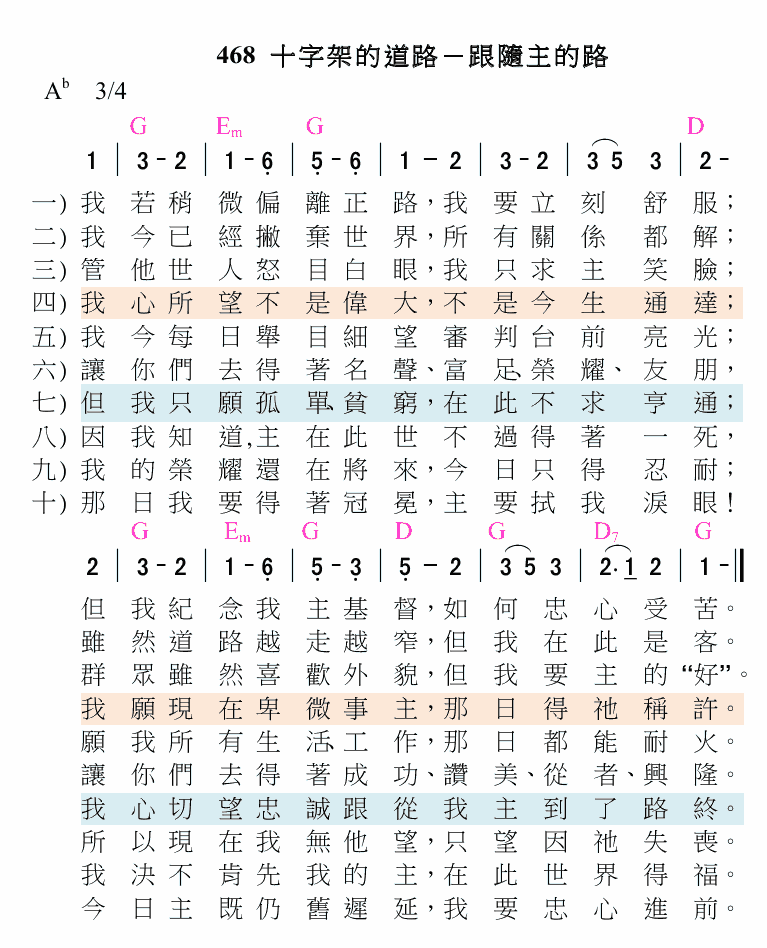 468 十字架的道路－跟隨主的路
A♭ 3/4
G Em G D
1 | 3 - 2 | 1 - 6̣ | 5̣ - 6̣ | 1 － 2 | 3 - 2 | 3 5 3 | 2 -
一) 我若稍微偏離正路，我要立刻舒服；
二) 我今已經撇棄世界，所有關係都解；
三) 管他世人怒目白眼，我只求主笑臉；
四) 我心所望不是偉大，不是今生通達；
五) 我今每日舉目細望審判台前亮光；
六) 讓你們去得著名聲、富足、榮耀、友朋，
七) 但我只願孤單、貧窮，在此不求亨通；
八) 因我知道,主在此世不過得著一死，
九) 我的榮耀還在將來，今日只得忍耐；
十) 那日我要得著冠冕，主要拭我淚眼！
G Em G D G D7 G
2 | 3 - 2 | 1 - 6̣ | 5̣ - 3̣ | 5̣ － 2 | 3 5 3 | 2· 1 2 | 1 - ‖
但我紀念我主基督，如何忠心受苦。
雖然道路越走越窄，但我在此是客。
群眾雖然喜歡外貌，但我要主的“好”。
我願現在卑微事主，那日得祂稱許。
願我所有生活、工作，那日都能耐火。
讓你們去得著成功、讚美、從者、興隆。
我心切望忠誠跟從我主到了路終。
所以現在我無他望，只望因祂失喪。
我決不肯先我的主，在此世界得福。
今日主既仍舊遲延，我要忠心進前。